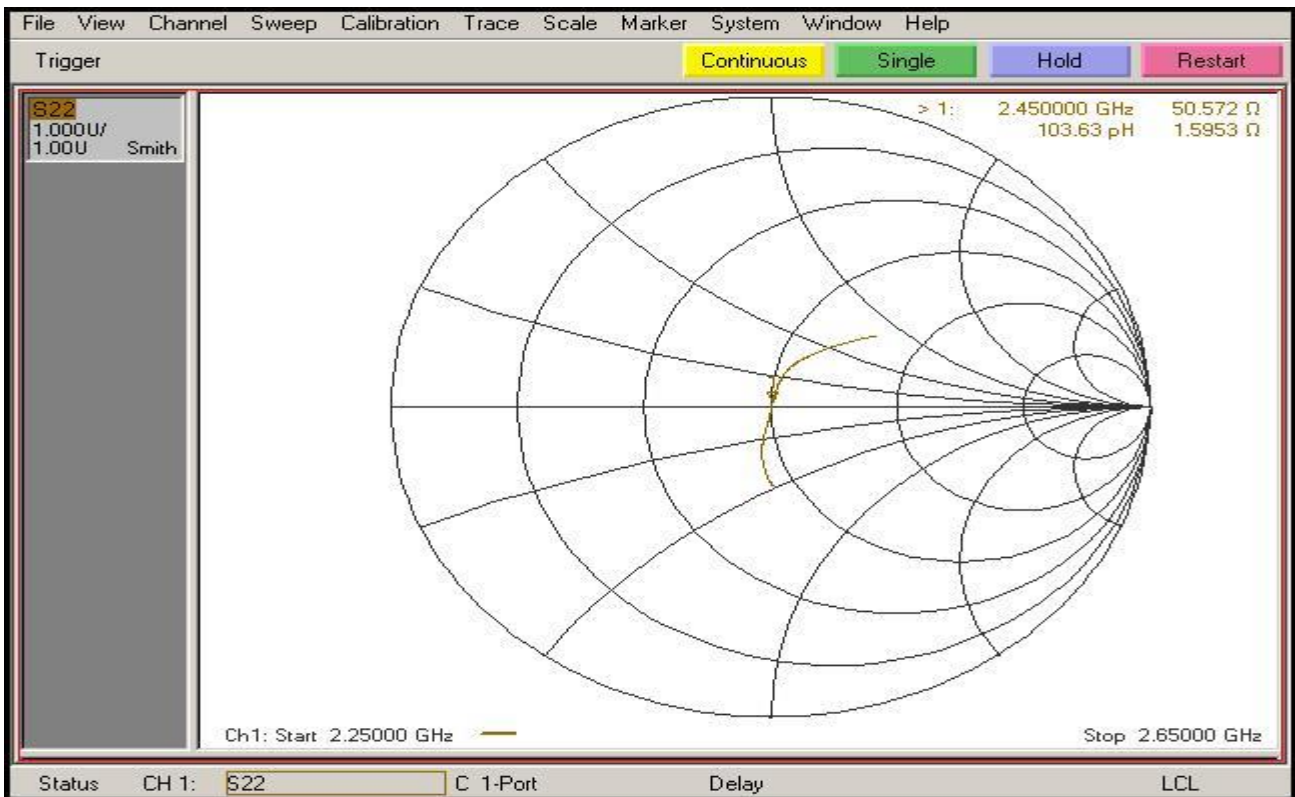 File View Channel Sweep Calibration Trace Scale Marker System Window Help
Trigger Continuous Single Hold Restart
S22
1.000U/
1.00U Smith
> 1: 2.450000 GHz 50.572 Ω
103.63 pH 1.5953 Ω
Ch1: Start 2.25000 GHz Stop 2.65000 GHz
Status CH 1: S22 C 1-Port Delay LCL